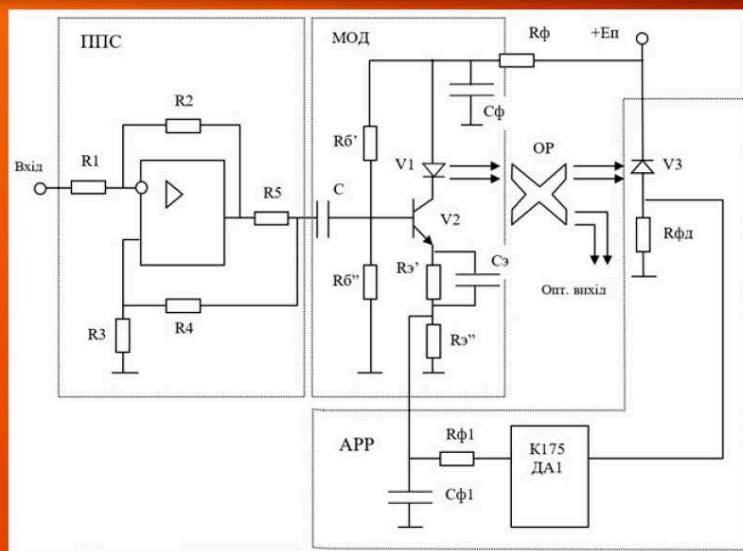 ППС
МОД
Rф
+Еп
R2
Сф
Rб'
ОР
Вхід
R1
V1
V3
R5
С
V2
Rфд
Сэ
Rб”
Rэ'
Опт. вихід
R3
R4
Rэ”
АРР
Rф1
К175
ДА1
Сф1